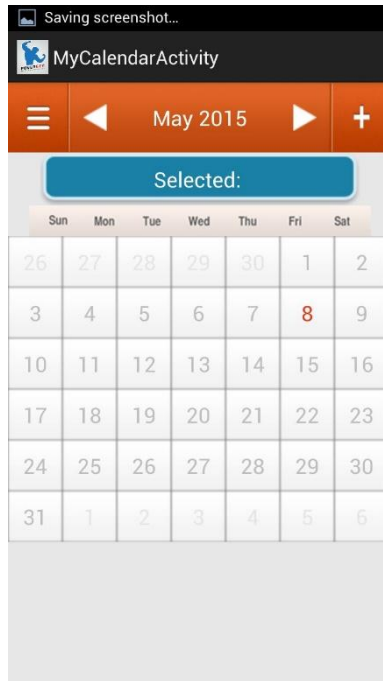 Saving screenshot...
MyCalendarActivity
May 2015 +
Selected:
Sun Mon Tue Wed Thu Fri Sat
26 27 28 29 30 1 2
3 4 5 6 7 8 9
10 11 12 13 14 15 16
17 18 19 20 21 22 23
24 25 26 27 28 29 30
31 1 2 3 4 5 6